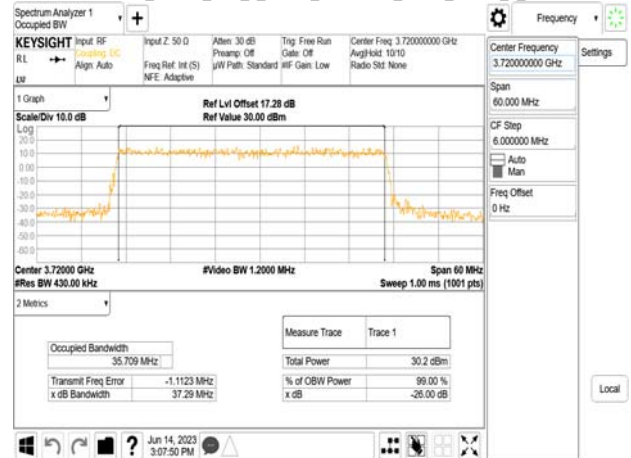 Spectrum Analyzer 1
Occupied BW
Frequency
KEYSIGHT
Input: RF
Coupling: DC
Align: Auto
RL
LXI
Input Z: 50 Ω
Freq Ref: Int (S)
NFE: Adaptive
Atten: 30 dB
Preamp: Off
µW Path: Standard
Trig: Free Run
Gate: Off
#IF Gain: Low
Center Freq: 3.720000000 GHz
Avg|Hold: 10/10
Radio Std: None
Center Frequency
3.720000000 GHz
Settings
Span
60.000 MHz
CF Step
6.000000 MHz
Auto
Man
Freq Offset
0 Hz
Local
1 Graph
Scale/Div 10.0 dB
Ref Lvl Offset 17.28 dB
Ref Value 30.00 dBm
Log
20.0
10.0
0.00
-10.0
-20.0
-30.0
-40.0
-50.0
-60.0
Center 3.72000 GHz
#Video BW 1.2000 MHz
Span 60 MHz
#Res BW 430.00 kHz
Sweep 1.00 ms (1001 pts)
2 Metrics
Measure Trace
Trace 1
Occupied Bandwidth
35.709 MHz
Total Power
30.2 dBm
Transmit Freq Error
-1.1123 MHz
% of OBW Power
99.00 %
x dB Bandwidth
37.29 MHz
x dB
-26.00 dB
?
Jun 14, 2023
3:07:50 PM